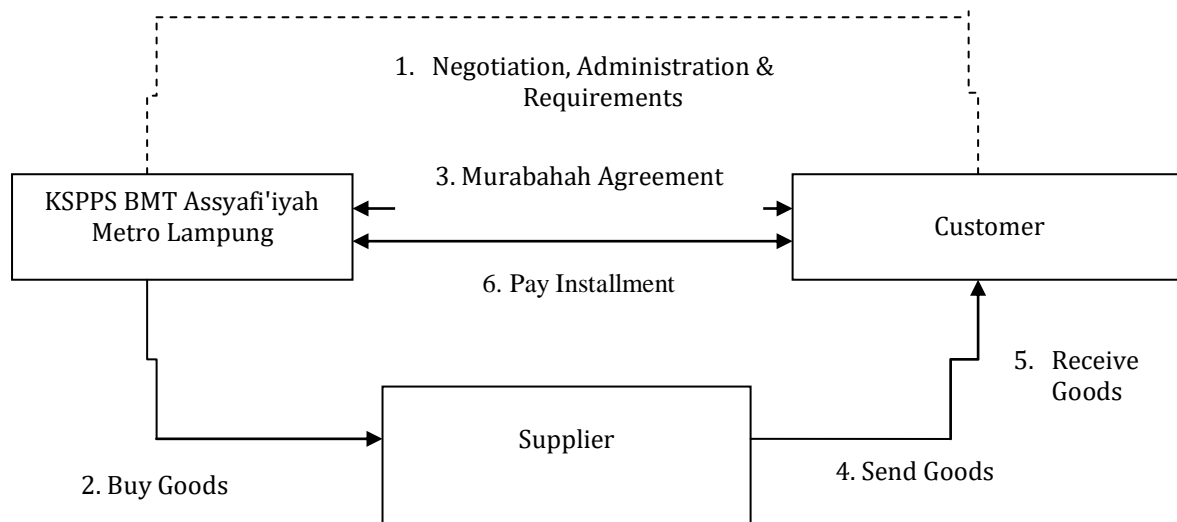 1. Negotiation, Administration &
Requirements
3. Murabahah Agreement
KSPPS BMT Assyafi'iyah
Metro Lampung
Customer
6. Pay Installment
5. Receive
Goods
Supplier
2. Buy Goods
4. Send Goods